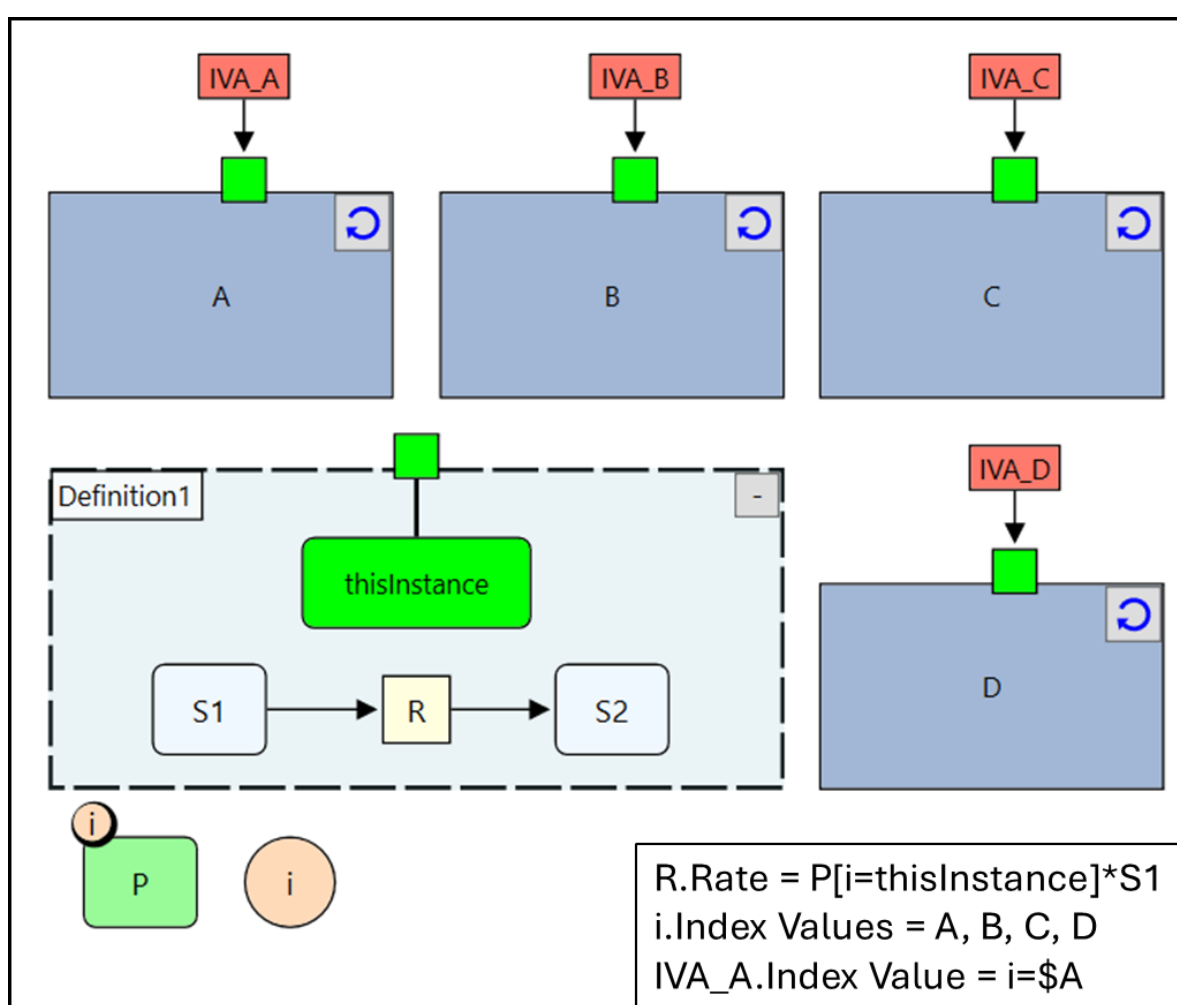 IVA_A
IVA_B
IVA_C
A
B
C
IVA_D
Definition1
-
thisInstance
S1
R
S2
D
i
P
i
R.Rate = P[i=thisInstance]*S1
i.Index Values = A, B, C, D
IVA_A.Index Value = i=$A